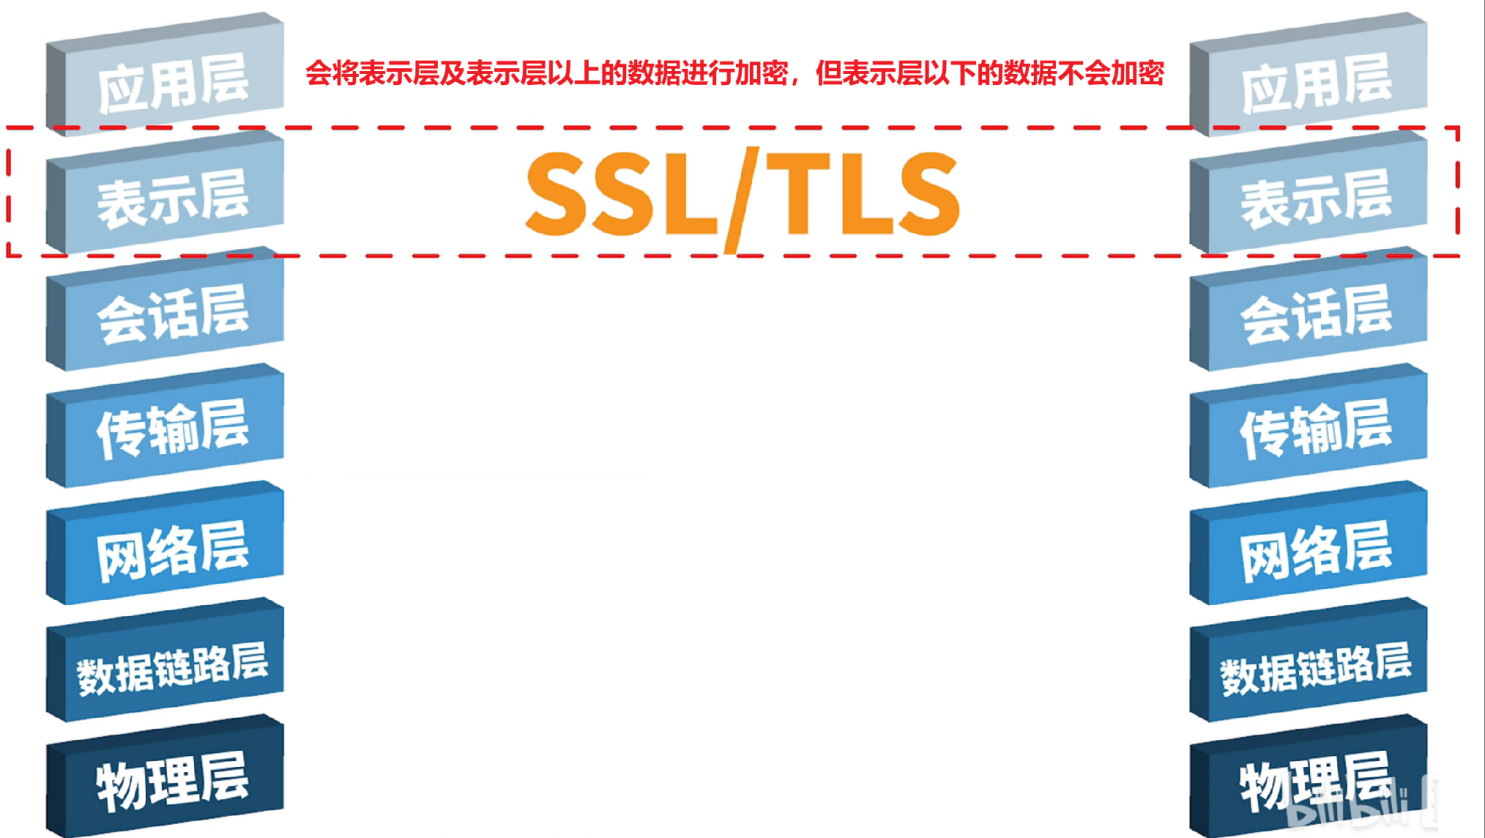 会将表示层及表示层以上的数据进行加密，但表示层以下的数据不会加密
应用层
应用层
表示层
SSL/TLS
表示层
会话层
会话层
传输层
传输层
网络层
网络层
数据链路层
数据链路层
物理层
物理层
bilibili